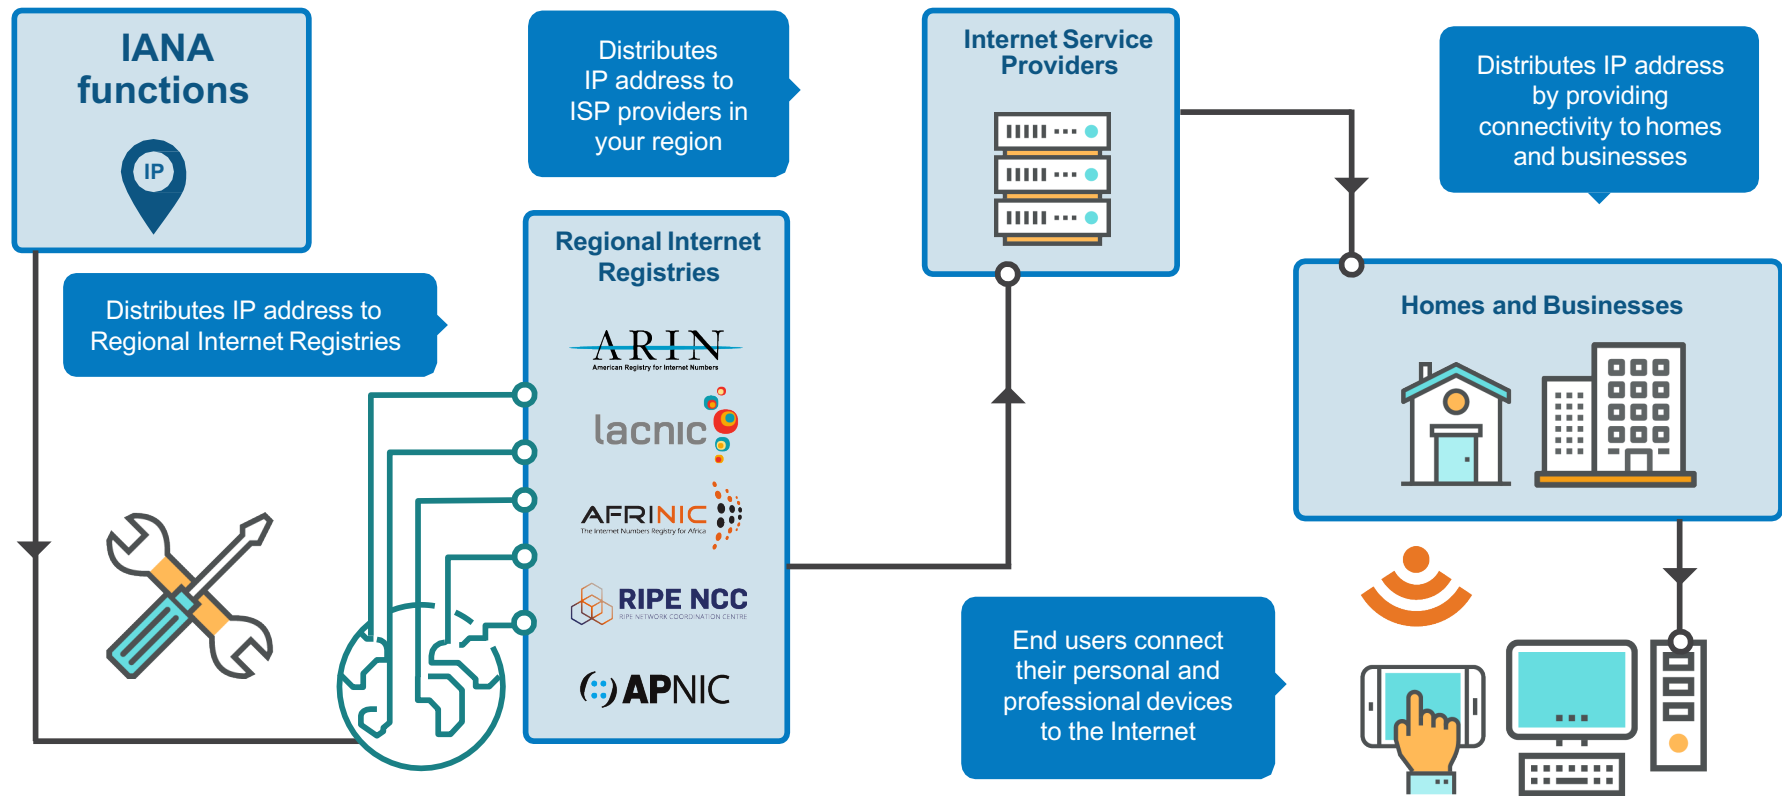 IANA
functions
IP
Distributes IP address to
Regional Internet Registries
Distributes
IP address to
ISP providers in
your region
Regional Internet
Registries
ARIN
American Registry for Internet Numbers
lacnic
AFRINIC
The Internet Numbers Registry for Africa
RIPE NCC
RIPE NETWORK COORDINATION CENTRE
APNIC
Internet Service
Providers
Distributes IP address
by providing
connectivity to homes
and businesses
Homes and Businesses
End users connect
their personal and
professional devices
to the Internet